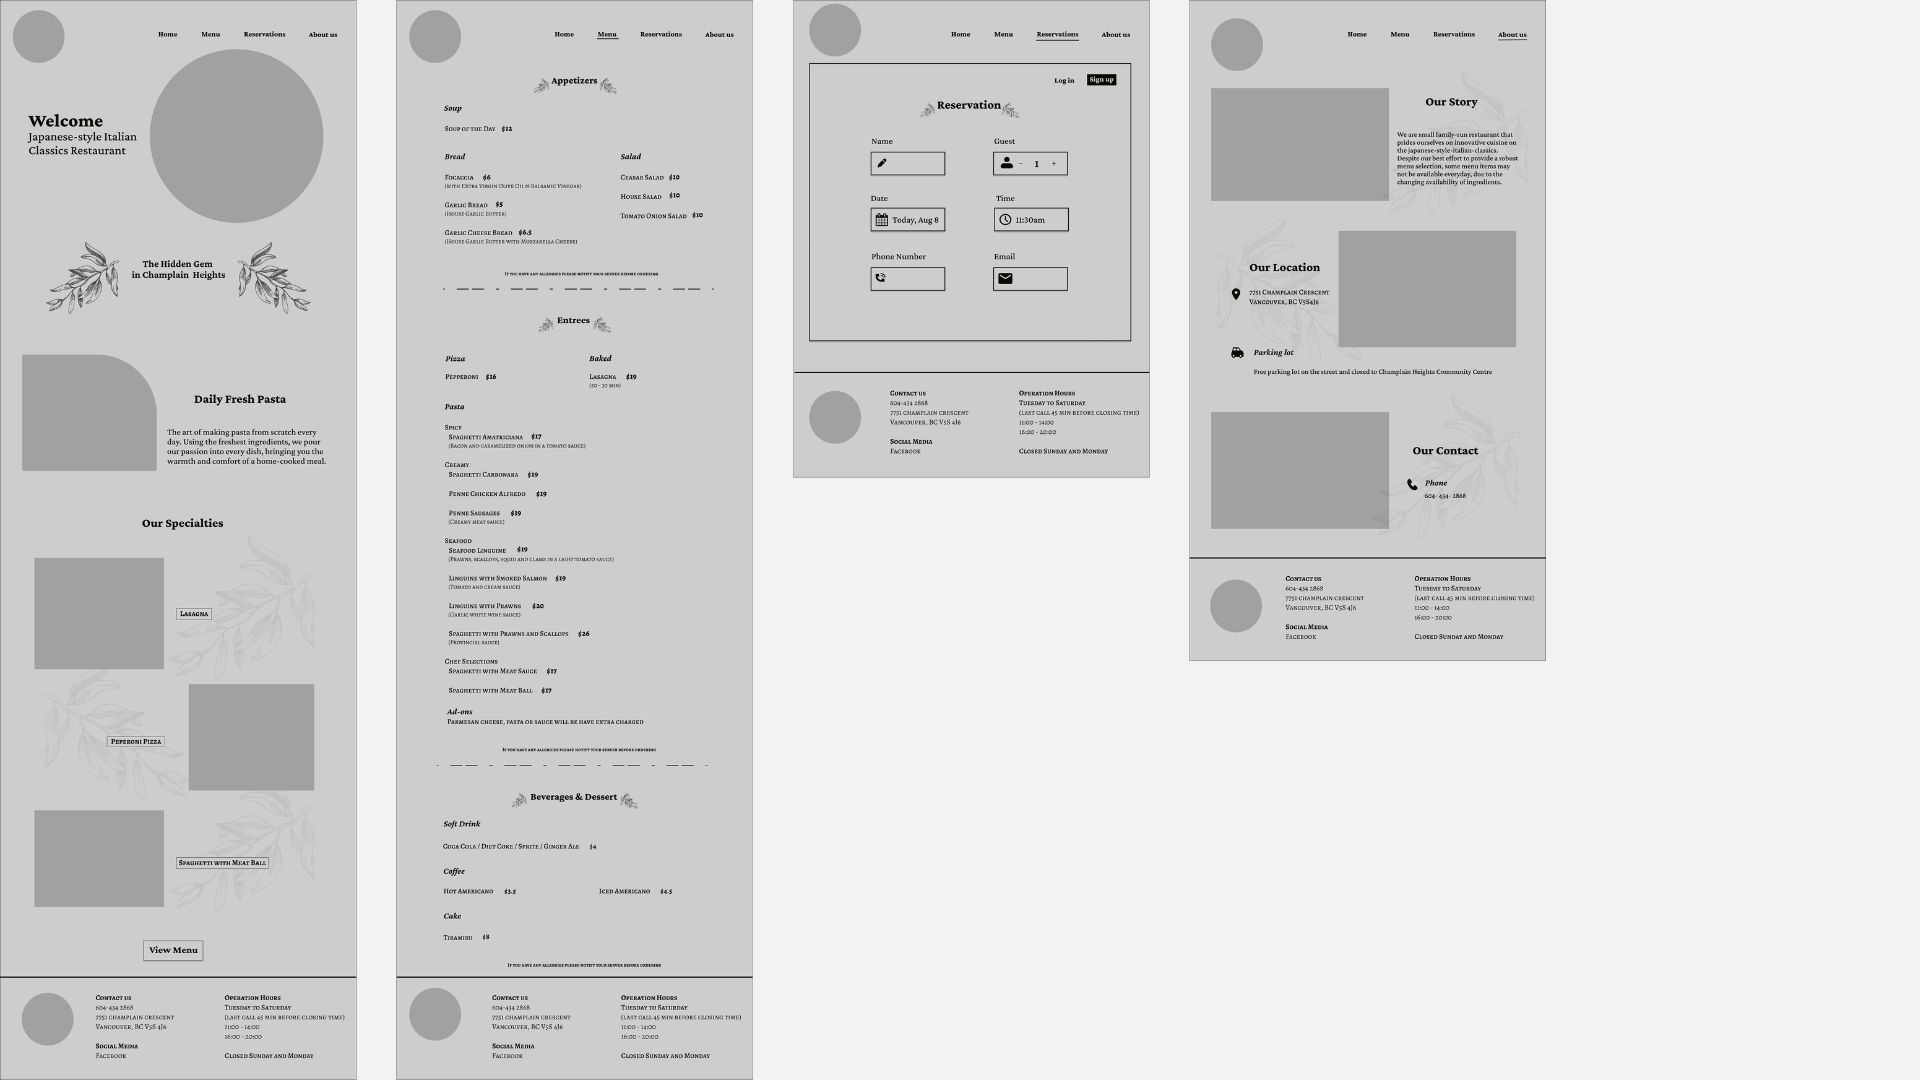 Home Menu Reservations About us
Welcome
Japanese-style Italian
Classics Restaurant
The Hidden Gem
in Champlain Heights
Daily Fresh Pasta
The art of making pasta from scratch every
day. Using the freshest ingredients, we pour
our passion into every dish, bringing you the
warmth and comfort of a home-cooked meal.
Our Specialties
Lasagna
Peperoni Pizza
Spaghetti with Meat Ball
View Menu
Contact us
604-434 2868
7751 Champlain Crescent
Vancouver, BC V5S 4J6
Social Media
Facebook
Operation Hours
Tuesday to Saturday
(last call 45 min before closing time)
11:00 - 14:00
16:00 - 20:00
Closed Sunday and Monday
Home Menu Reservations About us
Appetizers
Soup
Soup of the Day $12
Bread
Focaccia $6
(with Extra Virgin Olive Oil & Balsamic Vinegar)
Garlic Bread $5
(House Garlic Butter)
Garlic Cheese Bread $6.5
(House Garlic Butter with Mozzarella Cheese)
Salad
Ceasar Salad $10
House Salad $10
Tomato Onion Salad $10
If you have any allergies please notify your server before ordering
Entrees
Pizza
Pepperoni $16
Baked
Lasagna $19
(20 - 30 min)
Pasta
Spicy
Spaghetti Amatriciana $17
(Bacon and caramelized onion in a tomato sauce)
Creamy
Spaghetti Carbonara $19
Penne Chicken Alfredo $19
Penne Sausages $19
(Creamy meat sauce)
Seafood
Seafood Linguine $19
(Prawns, scallops, squid and clams in a light tomato sauce)
Linguine with Smoked Salmon $19
(Tomato and cream sauce)
Linguine with Prawns $20
(Garlic white wine sauce)
Spaghetti with Prawns and Scallops $26
(Provincial sauce)
Chef Selections
Spaghetti with Meat Sauce $17
Spaghetti with Meat Ball $17
Ad-ons
Parmesan cheese, pasta or sauce will be have extra charged
If you have any allergies please notify your server before ordering
Beverages & Dessert
Soft Drink
Coca Cola / Diet Coke / Sprite / Ginger Ale $4
Coffee
Hot Americano $3.5 Iced Americano $4.5
Cake
Tiramisu $8
If you have any allergies please notify your server before ordering
Contact us
604-434 2868
7751 Champlain Crescent
Vancouver, BC V5S 4J6
Social Media
Facebook
Operation Hours
Tuesday to Saturday
(last call 45 min before closing time)
11:00 - 14:00
16:00 - 20:00
Closed Sunday and Monday
Home Menu Reservations About us
Log in Sign up
Reservation
Name Guest
- 1 +
Date Time
Today, Aug 8 11:30am
Phone Number Email
Contact us
604-434 2868
7751 Champlain Crescent
Vancouver, BC V5S 4J6
Social Media
Facebook
Operation Hours
Tuesday to Saturday
(last call 45 min before closing time)
11:00 - 14:00
16:00 - 20:00
Closed Sunday and Monday
Home Menu Reservations About us
Our Story
We are small family-run restaurant that
prides ourselves on innovative cuisine on
the japanese-style-italian-classics.
Despite our best effort to provide a robust
menu selection, some menu items may
not be available everyday, due to the
changing availability of ingredients.
Our Location
7751 Champlain Crescent
Vancouver, BC V5S4J6
Parking lot
Free parking lot on the street and closed to Champlain Heights Community Centre
Our Contact
Phone
604- 434- 2868
Contact us
604-434 2868
7751 Champlain Crescent
Vancouver, BC V5S 4J6
Social Media
Facebook
Operation Hours
Tuesday to Saturday
(last call 45 min before closing time)
11:00 - 14:00
16:00 - 20:00
Closed Sunday and Monday